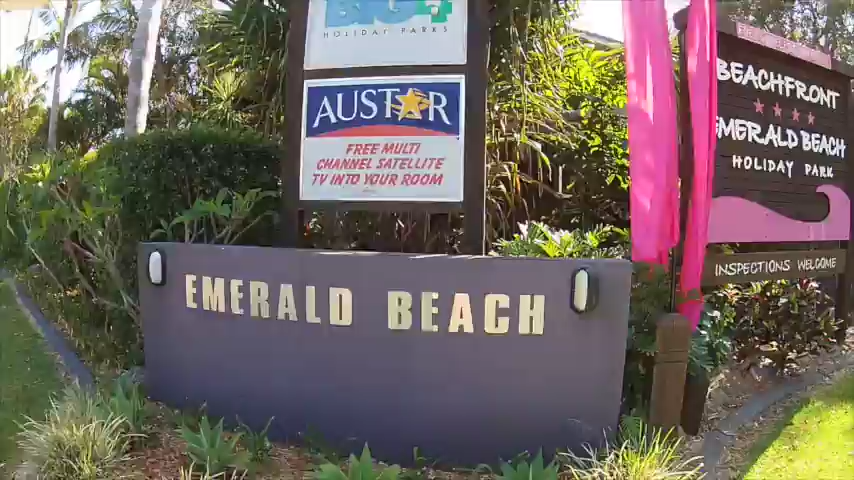 BIG4
HOLIDAY PARKS
AUSTAR
FREE MULTI
CHANNEL SATELLITE
TV INTO YOUR ROOM
EMERALD BEACH
BEACHFRONT
EMERALD BEACH
HOLIDAY PARK
INSPECTIONS WELCOME